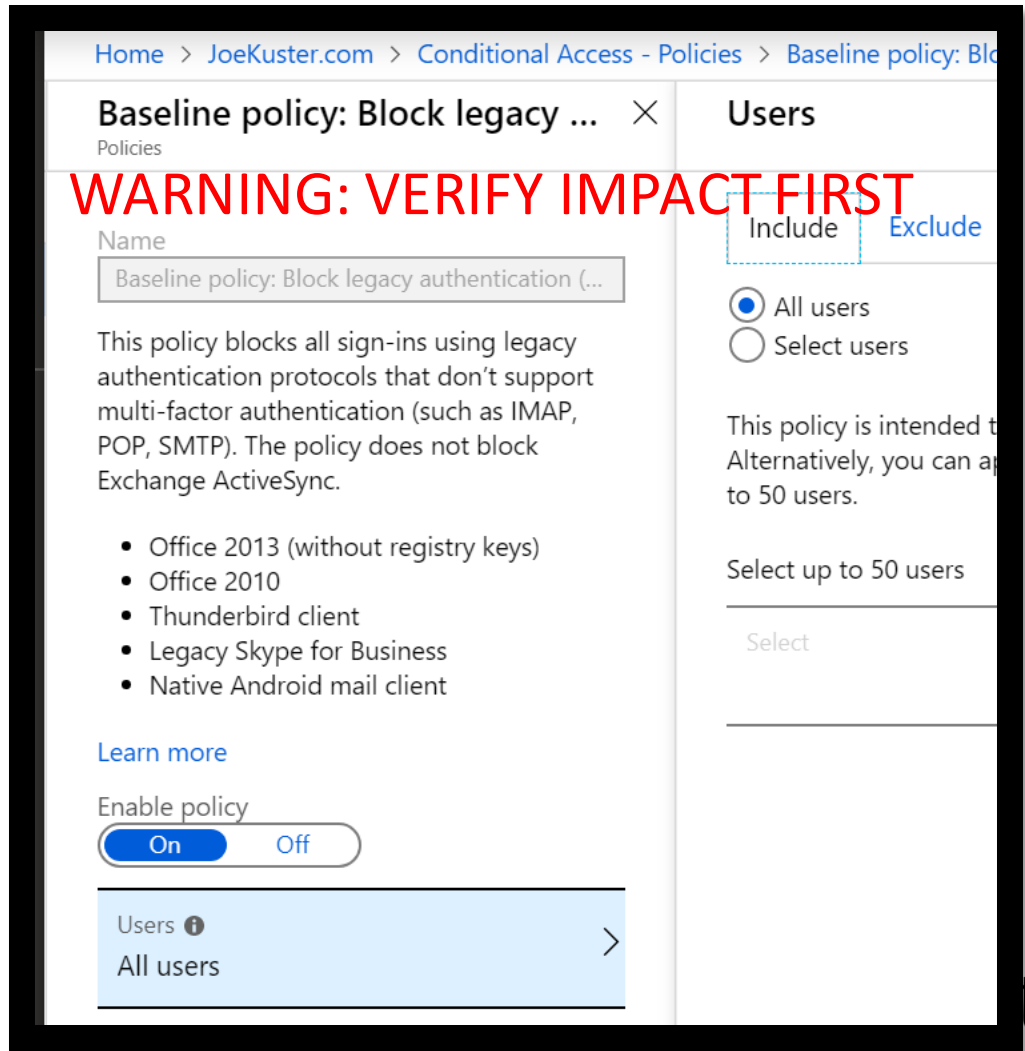 Home > JoeKuster.com > Conditional Access - Policies > Baseline policy: Blo
Baseline policy: Block legacy ...
Policies
WARNING: VERIFY IMPACT FIRST
Name
Baseline policy: Block legacy authentication (...
This policy blocks all sign-ins using legacy
authentication protocols that don't support
multi-factor authentication (such as IMAP,
POP, SMTP). The policy does not block
Exchange ActiveSync.
• Office 2013 (without registry keys)
• Office 2010
• Thunderbird client
• Legacy Skype for Business
• Native Android mail client
Learn more
Enable policy
On Off
Users
All users
Users
Include Exclude
All users
Select users
This policy is intended t
Alternatively, you can ap
to 50 users.
Select up to 50 users
Select